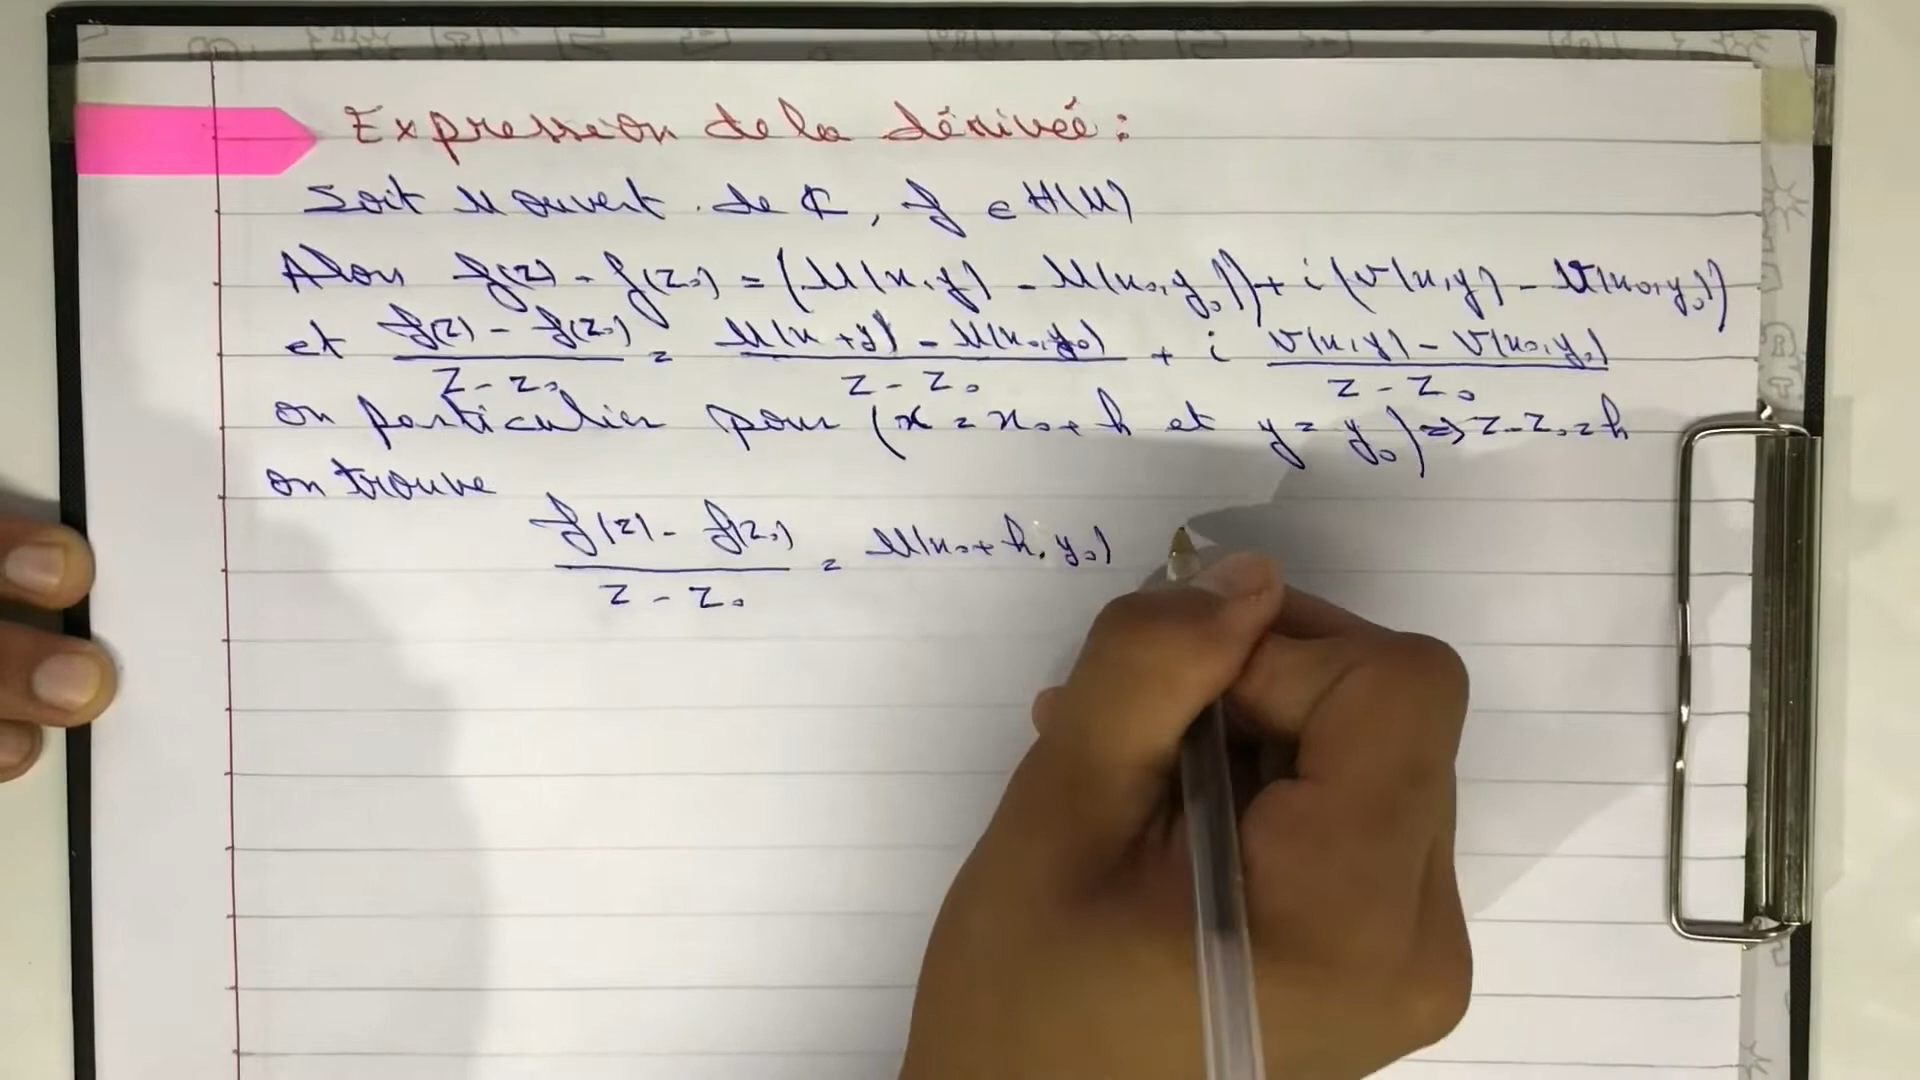 Expression de la dérivée :
Soit U ouvert de ℂ, f ∈ H(U)
Alors f(z) - f(z₀) = (U(x,y) - U(x₀,y₀)) + i (V(x,y) - V(x₀,y₀))
et (f(z) - f(z₀))/(z - z₀) = (U(x+y) - U(x₀,y₀))/(z - z₀) + i (V(x,y) - V(x₀,y₀))/(z - z₀)
on particulier pour (x = x₀ + h et y = y₀) ⇒ z - z₀ = h
on trouve
(f(z) - f(z₀))/(z - z₀) = U(x₀ + h, y₀)